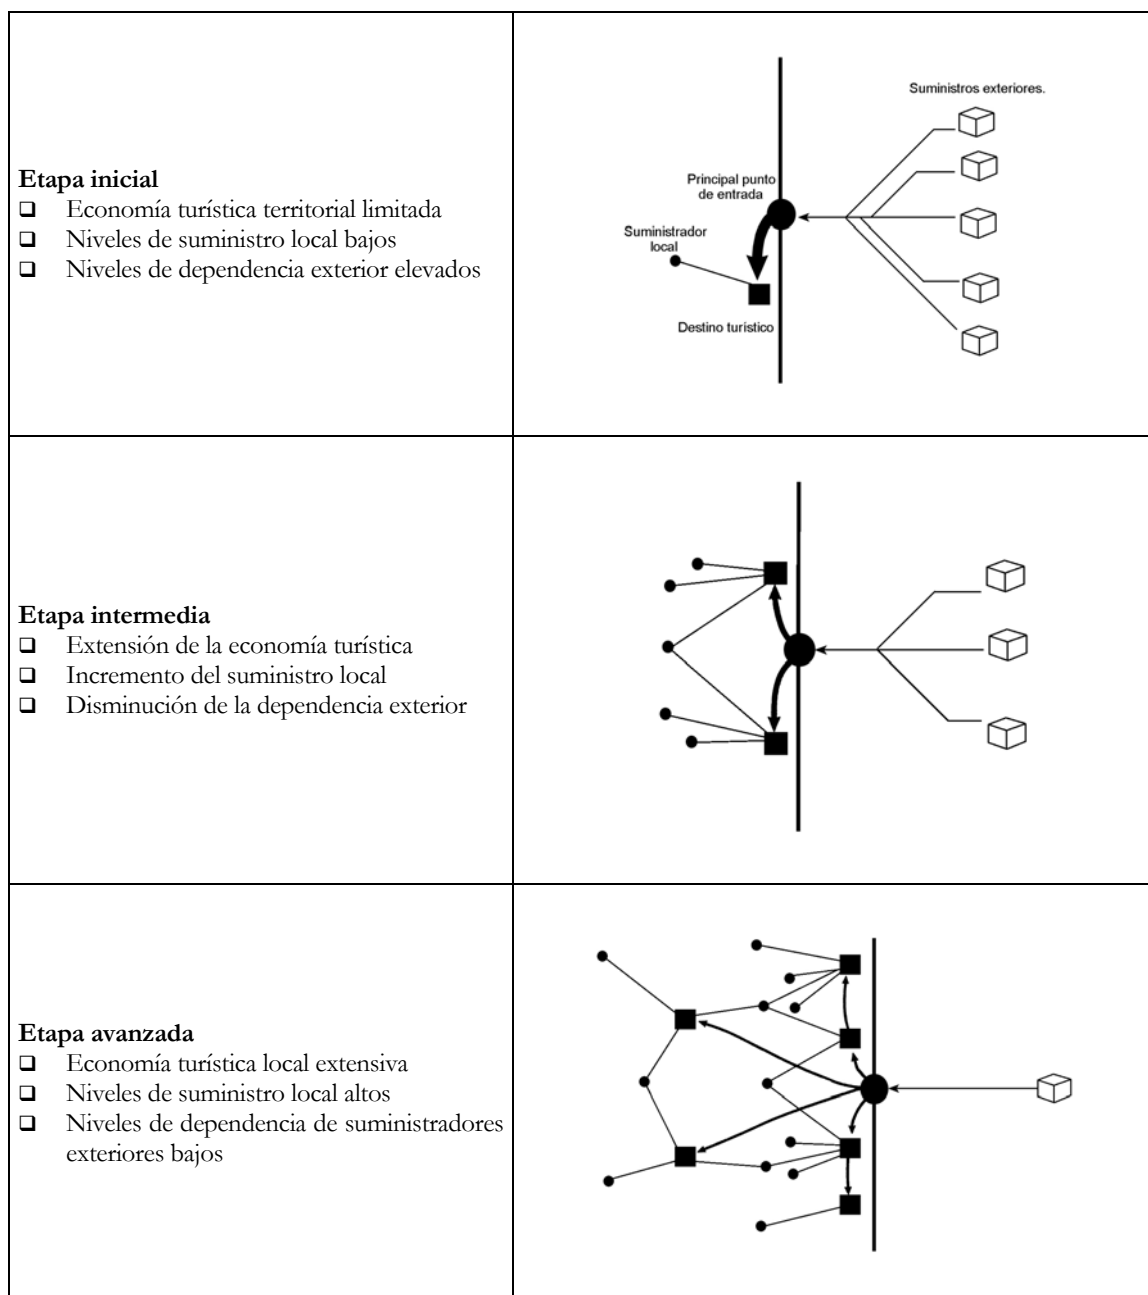 Etapa inicial
❑ Economía turística territorial limitada
❑ Niveles de suministro local bajos
❑ Niveles de dependencia exterior elevados
Suministros exteriores.
Principal punto
de entrada
Suministrador
local
Destino turístico
Etapa intermedia
❑ Extensión de la economía turística
❑ Incremento del suministro local
❑ Disminución de la dependencia exterior
Etapa avanzada
❑ Economía turística local extensiva
❑ Niveles de suministro local altos
❑ Niveles de dependencia de suministradores
exteriores bajos